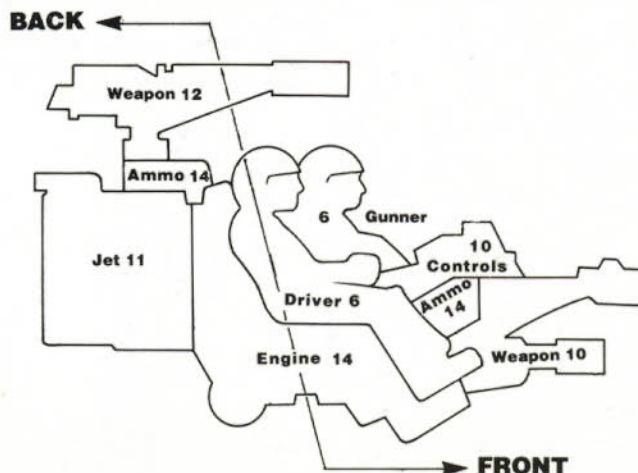 BACK
Weapon 12
Ammo 14
6
Gunner
Jet 11
10
Controls
Driver 6
Ammo
14
Engine 14
Weapon 10
FRONT